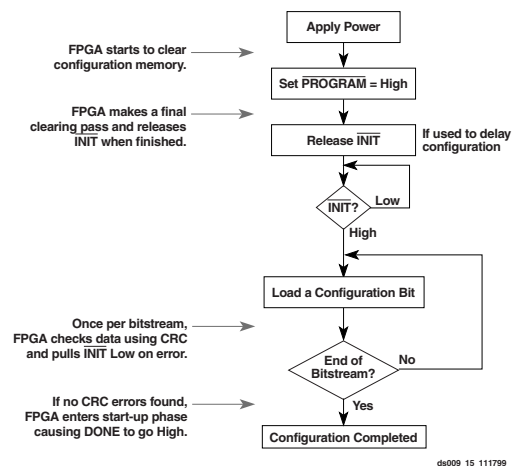 Apply Power
FPGA starts to clear
configuration memory.
Set PROGRAM = High
FPGA makes a final
clearing pass and releases
INIT when finished.
Release INIT
If used to delay
configuration
INIT?
Low
High
Load a Configuration Bit
Once per bitstream,
FPGA checks data using CRC
and pulls INIT Low on error.
End of
Bitstream?
No
Yes
If no CRC errors found,
FPGA enters start-up phase
causing DONE to go High.
Configuration Completed
ds009_15_111799